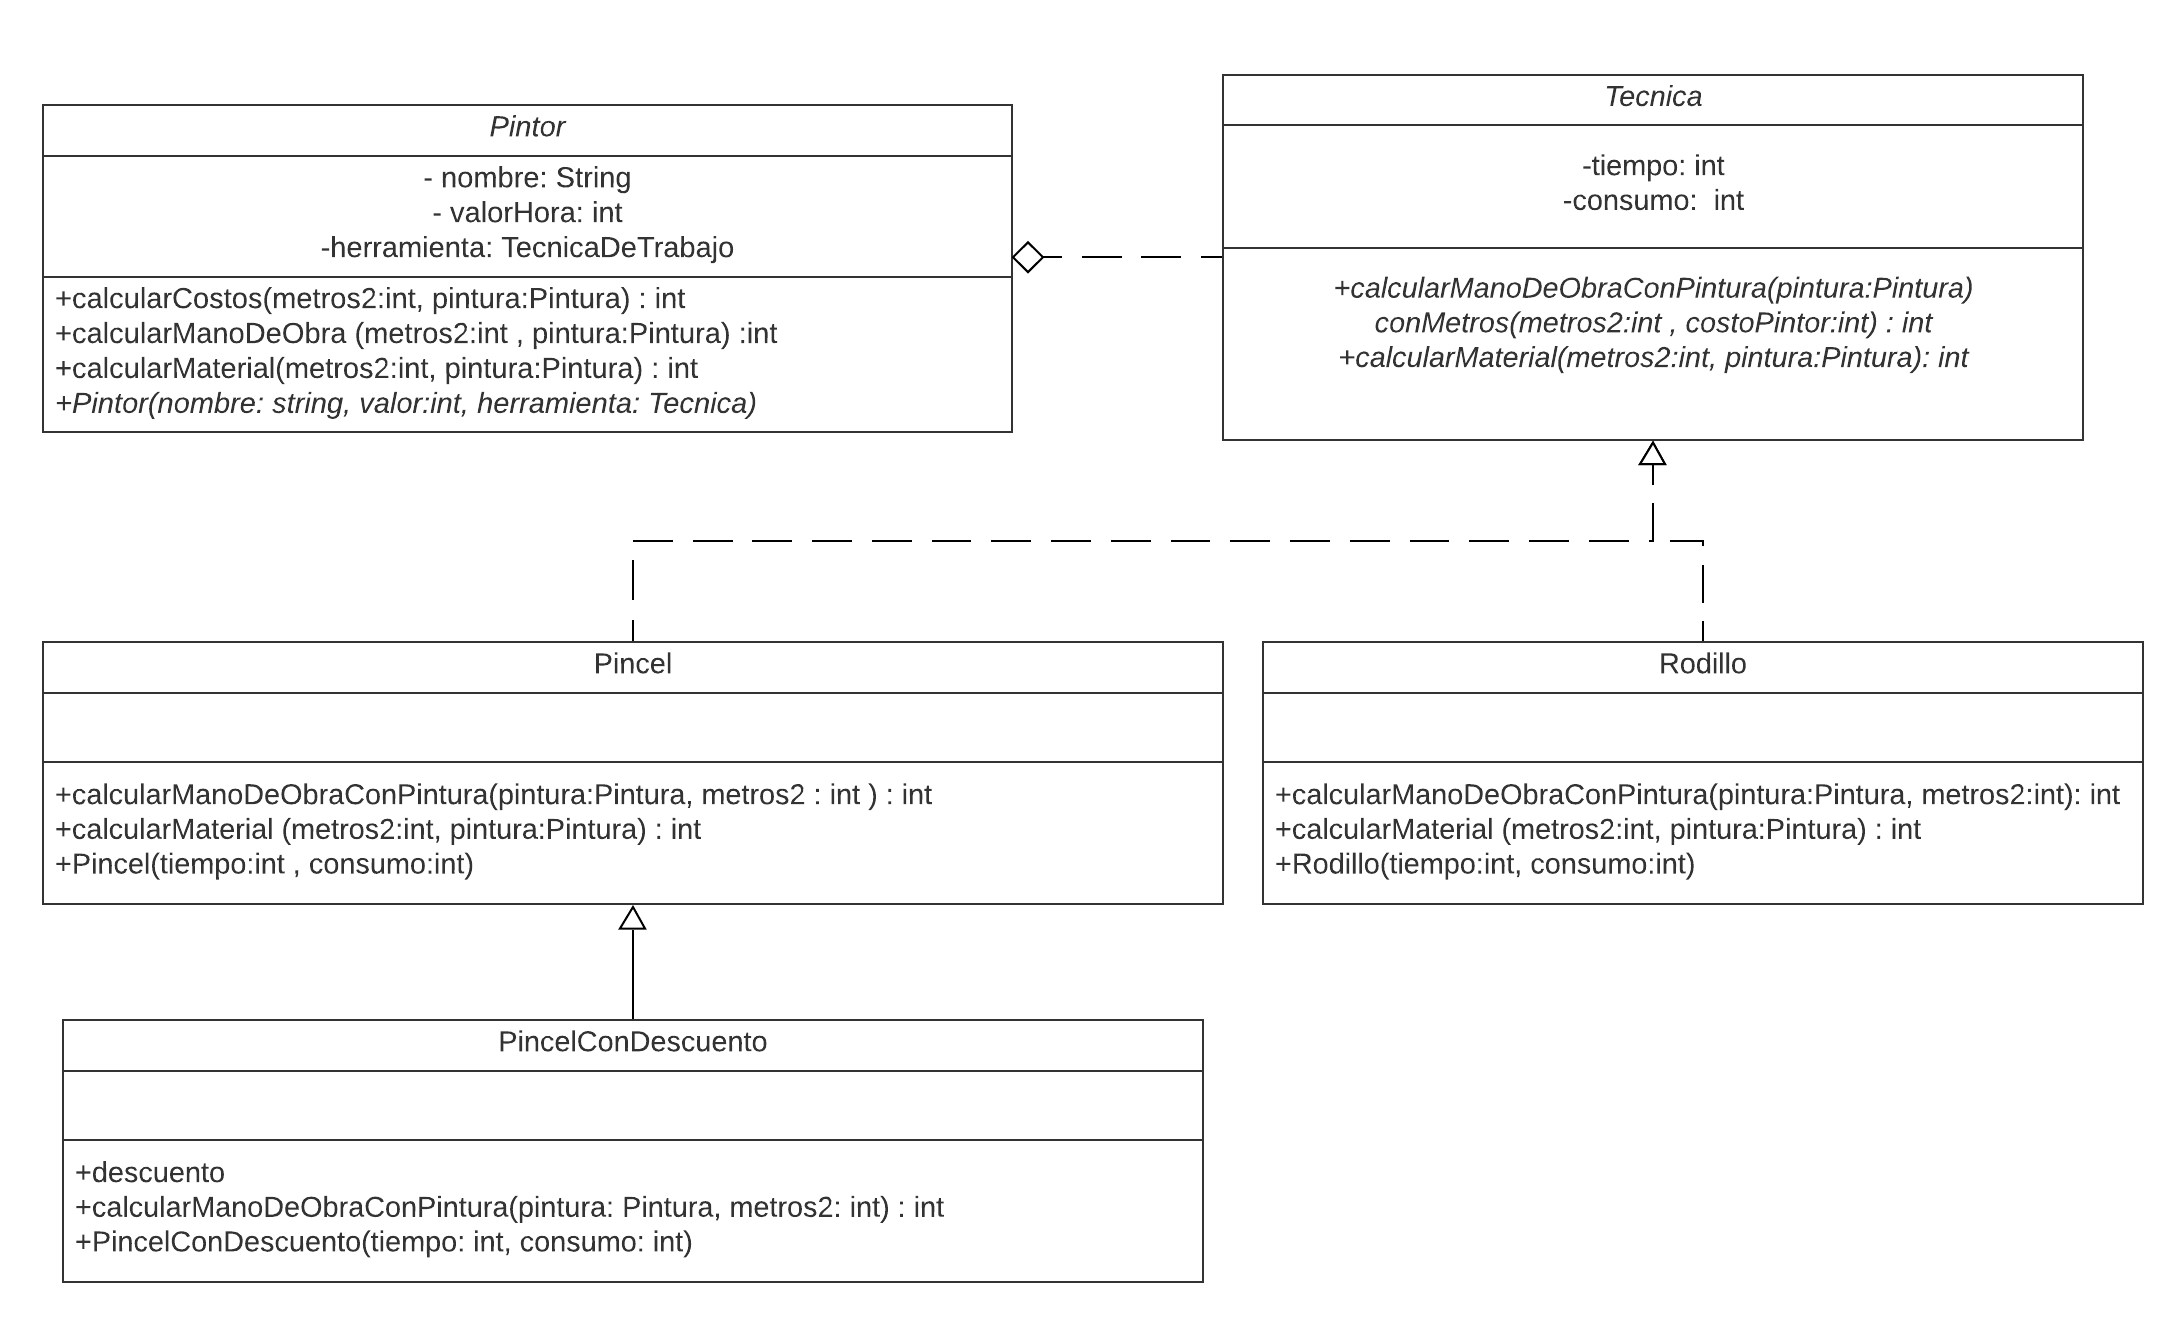 Pintor
- nombre: String
- valorHora: int
-herramienta: TecnicaDeTrabajo
+calcularCostos(metros2:int, pintura:Pintura) : int
+calcularManoDeObra (metros2:int , pintura:Pintura) :int
+calcularMaterial(metros2:int, pintura:Pintura) : int
+Pintor(nombre: string, valor:int, herramienta: Tecnica)
Tecnica
-tiempo: int
-consumo:  int
+calcularManoDeObraConPintura(pintura:Pintura)
conMetros(metros2:int , costoPintor:int) : int
+calcularMaterial(metros2:int, pintura:Pintura): int
Pincel
+calcularManoDeObraConPintura(pintura:Pintura, metros2 : int ) : int
+calcularMaterial (metros2:int, pintura:Pintura) : int
+Pincel(tiempo:int , consumo:int)
Rodillo
+calcularManoDeObraConPintura(pintura:Pintura, metros2:int): int
+calcularMaterial (metros2:int, pintura:Pintura) : int
+Rodillo(tiempo:int, consumo:int)
PincelConDescuento
+descuento
+calcularManoDeObraConPintura(pintura: Pintura, metros2: int) : int
+PincelConDescuento(tiempo: int, consumo: int)